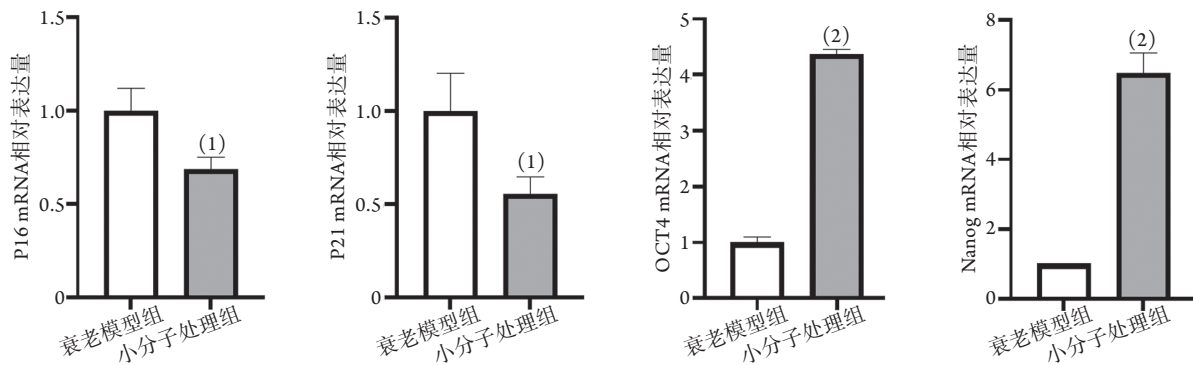 P16 mRNA相对表达量
1.5
1.0
0.5
0
(1)
衰老模型组
小分子处理组
P21 mRNA相对表达量
1.5
1.0
0.5
0
(1)
衰老模型组
小分子处理组
OCT4 mRNA相对表达量
5
4
3
2
1
0
(2)
衰老模型组
小分子处理组
Nanog mRNA相对表达量
8
6
4
2
0
(2)
衰老模型组
小分子处理组